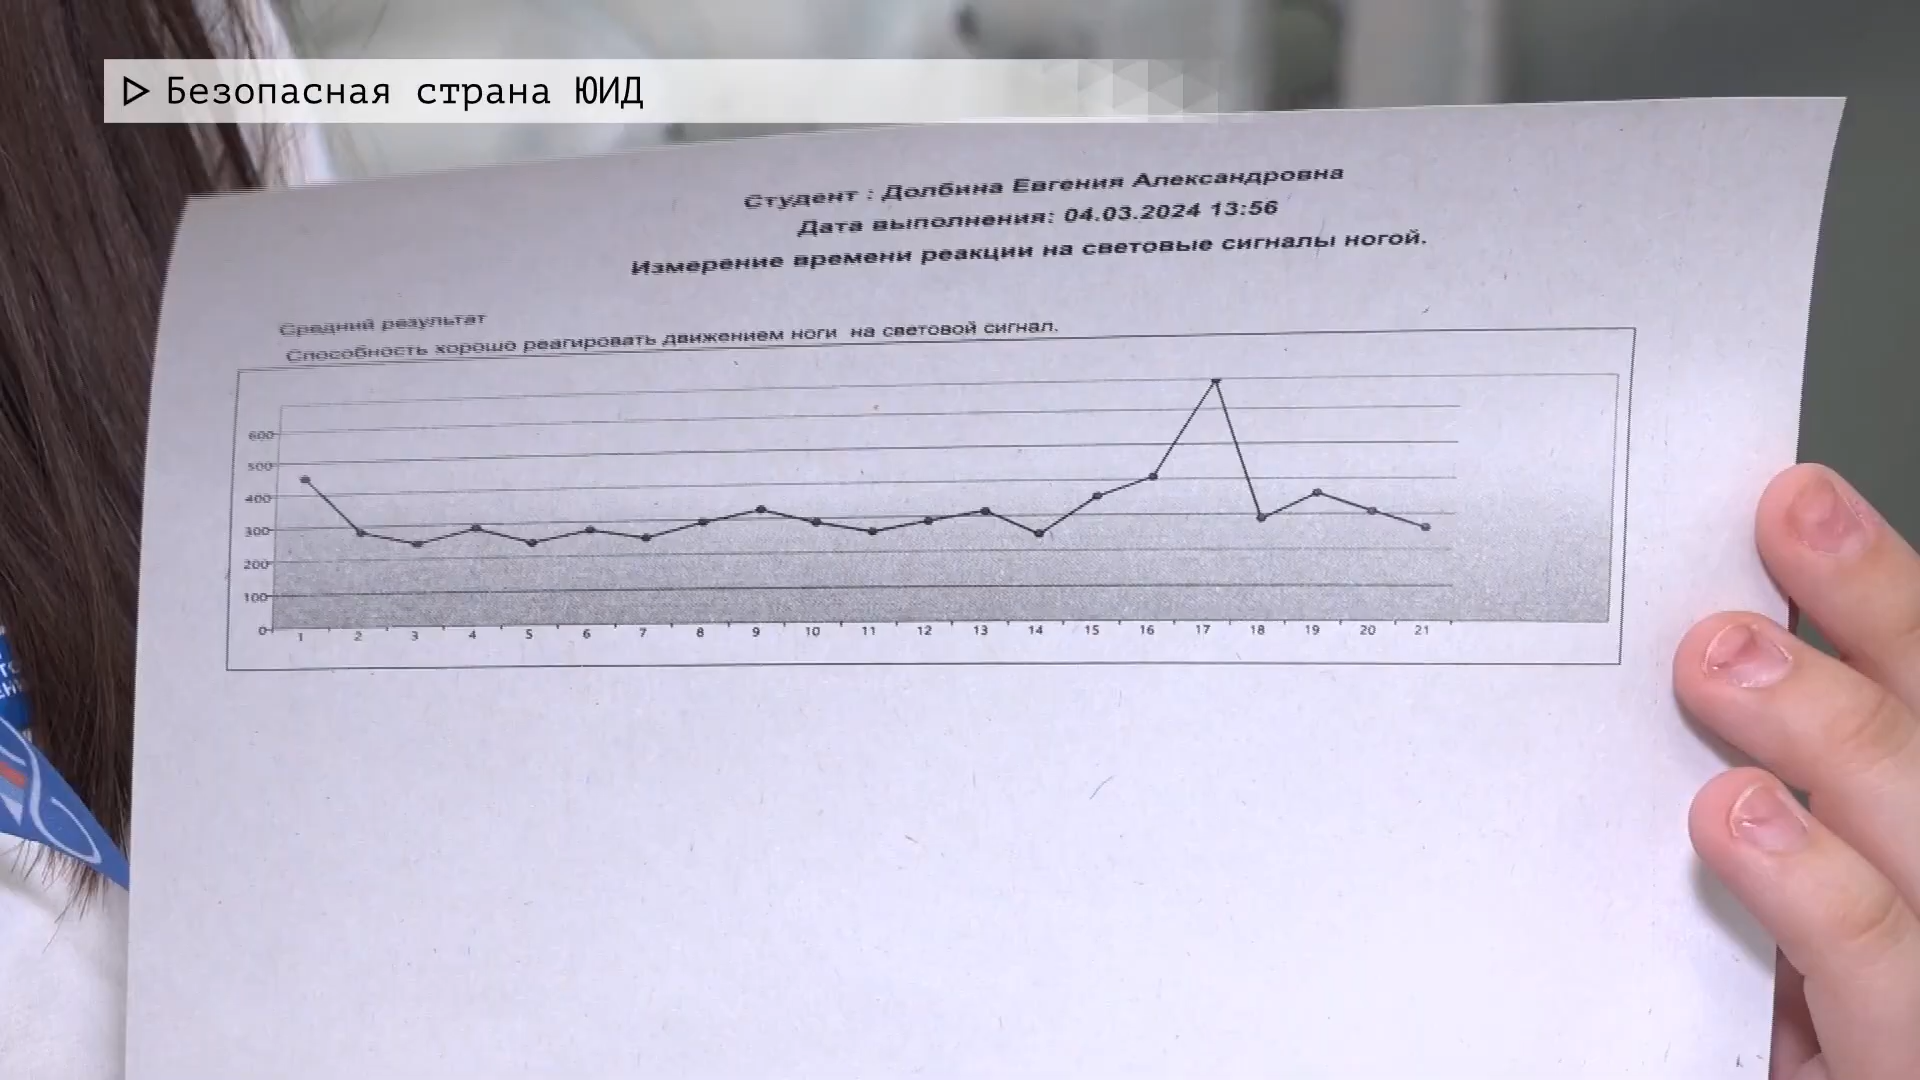 Безопасная страна ЮИД
Студент : Долбина Евгения Александровна
Дата выполнения: 04.03.2024 13:56
Измерение времени реакции на световые сигналы ногой.
Средний результат
Способность хорошо реагировать движением ноги на световой сигнал.
600
500
400
300
200
100
0
1 2 3 4 5 6 7 8 9 10 11 12 13 14 15 16 17 18 19 20 21